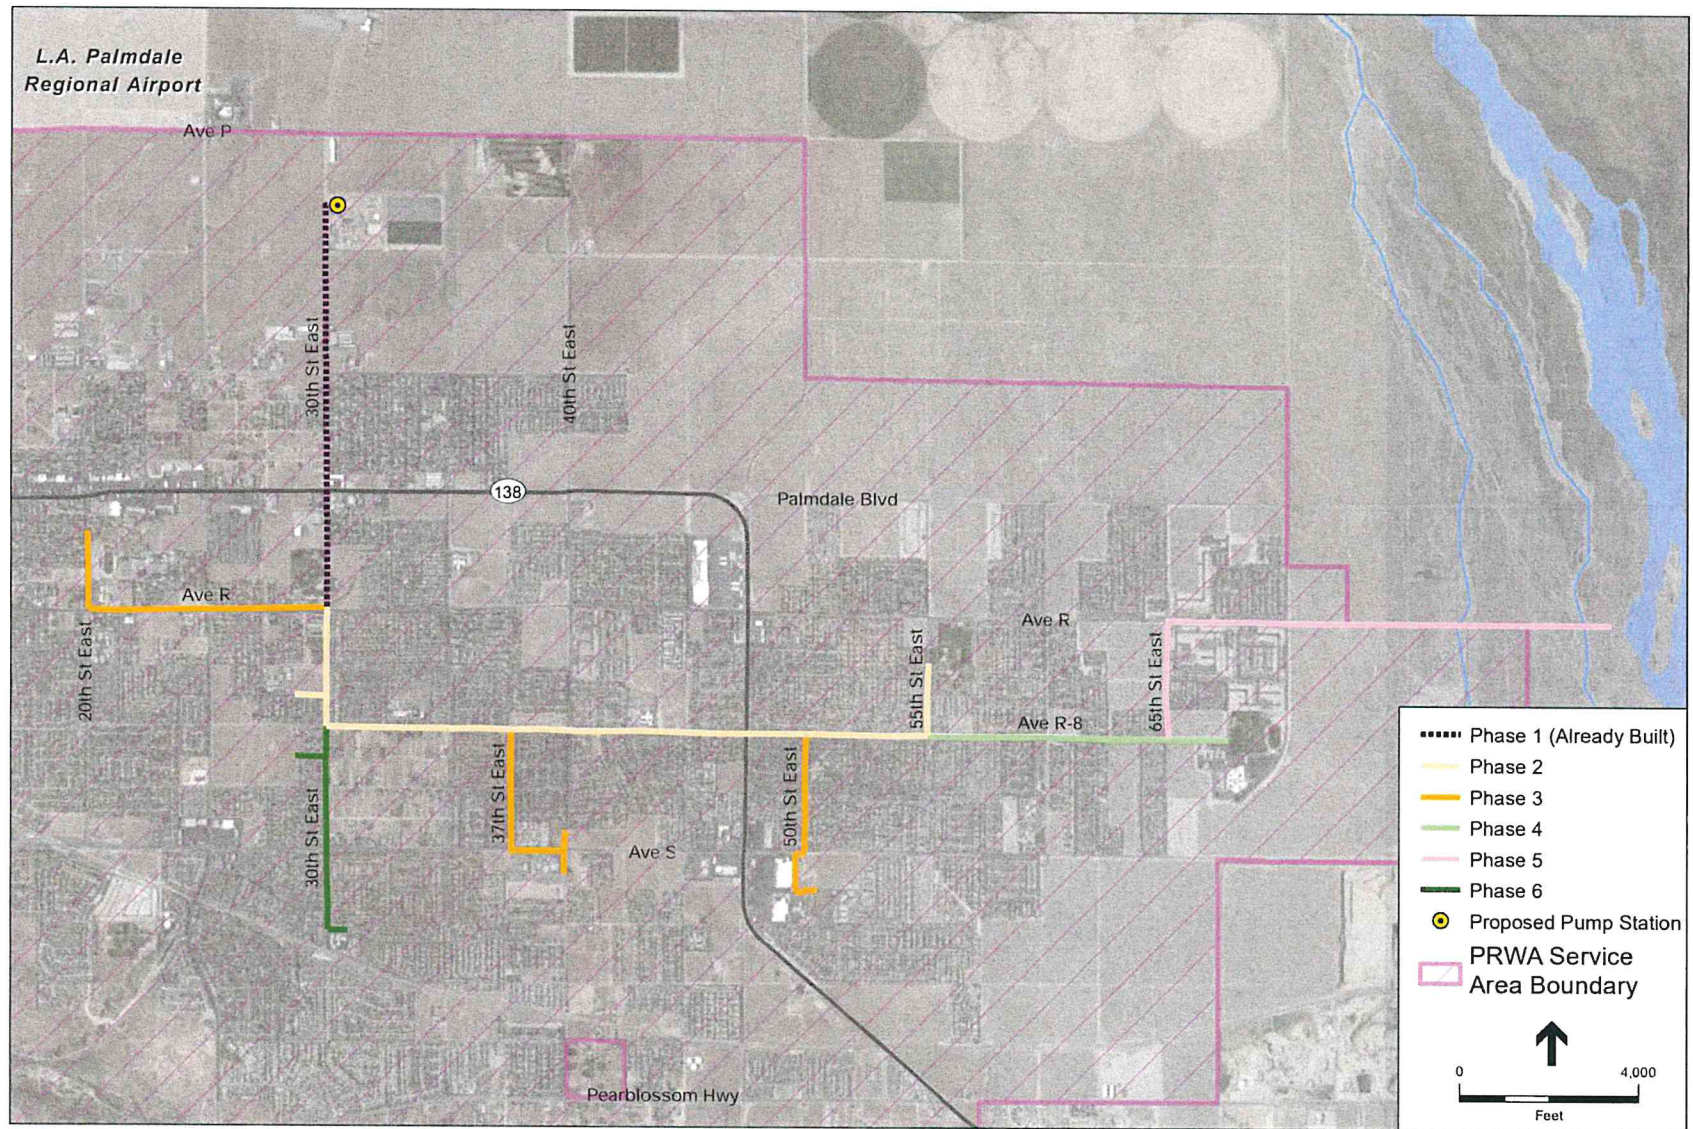 L.A. Palmdale
Regional Airport
Ave P
30th St East
40th St East
138
Palmdale Blvd
Ave R
20th St East
Ave R
55th St East
65th St East
Ave R-8
37th St East
50th St East
30th St East
Ave S
Pearblossom Hwy
Phase 1 (Already Built)
Phase 2
Phase 3
Phase 4
Phase 5
Phase 6
Proposed Pump Station
PRWA Service
Area Boundary
0 4,000
Feet